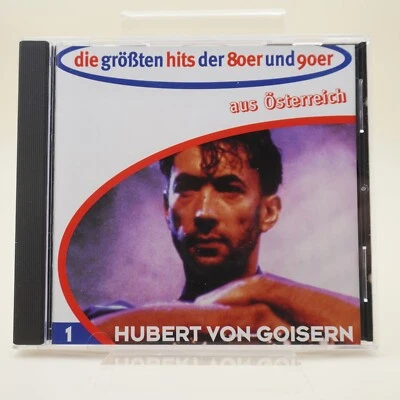 die größten hits der 80er und 90er
aus Österreich
1 HUBERT VON GOISERN